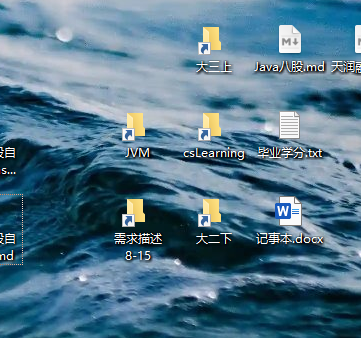 大三上
Java八股.md
天润
JVM
csLearning
毕业学分.txt
段自
s...
需求描述
8-15
大二下
记事本.docx
段自
md